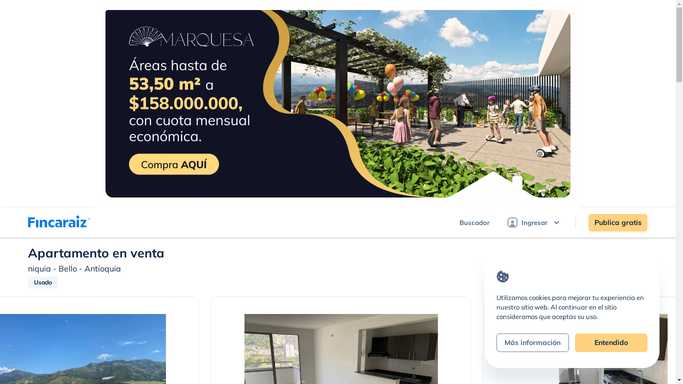 MARQUESA
Áreas hasta de
53,50 m² a
$158.000.000,
con cuota mensual
económica.
Compra AQUÍ
Fincaraiz
Buscador
Ingresar
Publica gratis
Apartamento en venta
niquia - Bello - Antioquia
Usado
Utilizamos cookies para mejorar tu experiencia en
nuestro sitio web. Al continuar en el sitio
consideramos que aceptas su uso.
Más información
Entendido